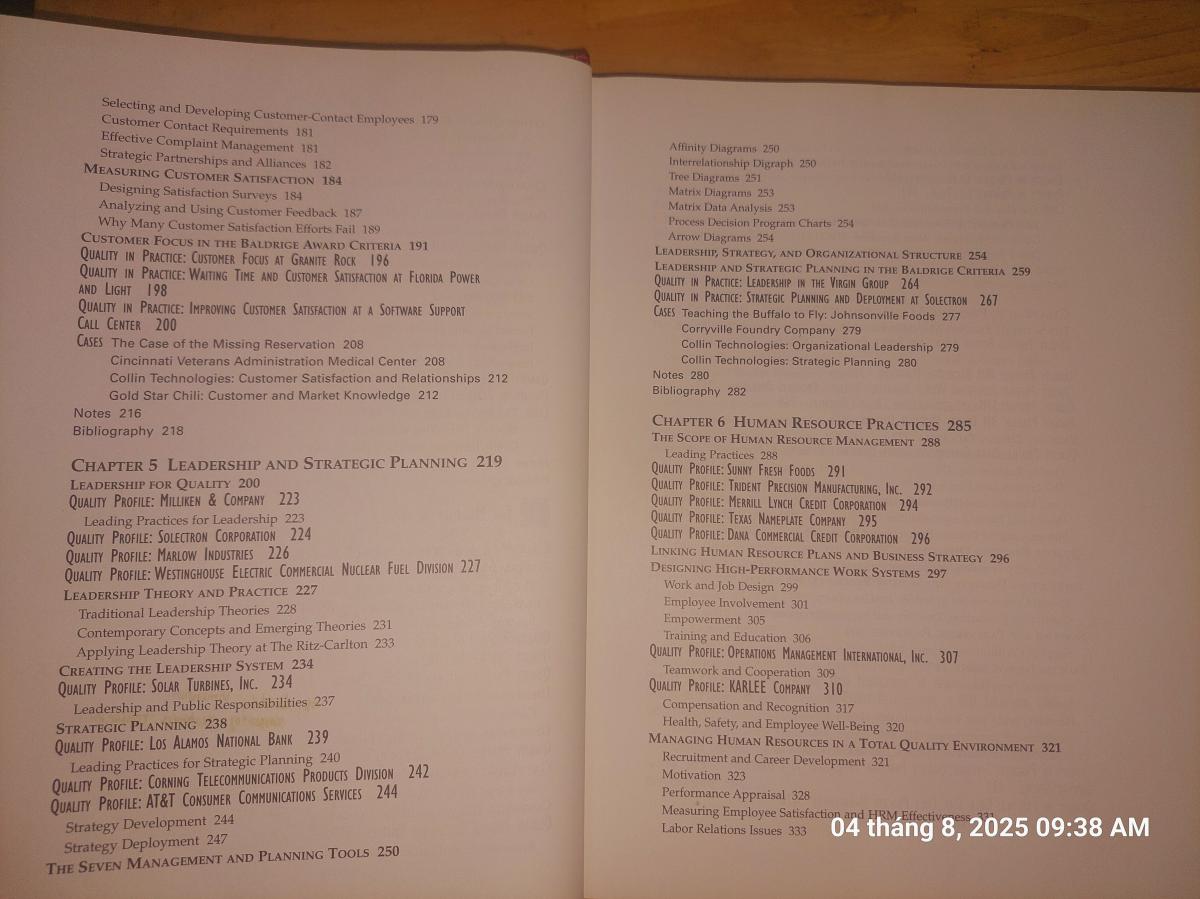 Selecting and Developing Customer-Contact Employees 179
Customer Contact Requirements 181
Effective Complaint Management 181
Strategic Partnerships and Alliances 182
MEASURING CUSTOMER SATISFACTION 184
Designing Satisfaction Surveys 184
Analyzing and Using Customer Feedback 187
Why Many Customer Satisfaction Efforts Fail 189
CUSTOMER FOCUS IN THE BALDRIGE AWARD CRITERIA 191
QUALITY IN PRACTICE: CUSTOMER FOCUS AT GRANITE ROCK 196
QUALITY IN PRACTICE: WAITING TIME AND CUSTOMER SATISFACTION AT FLORIDA POWER
AND LIGHT 198
QUALITY IN PRACTICE: IMPROVING CUSTOMER SATISFACTION AT A SOFTWARE SUPPORT
CALL CENTER 200
CASES The Case of the Missing Reservation 208
Cincinnati Veterans Administration Medical Center 208
Collin Technologies: Customer Satisfaction and Relationships 212
Gold Star Chili: Customer and Market Knowledge 212
Notes 216
Bibliography 218
CHAPTER 5 LEADERSHIP AND STRATEGIC PLANNING 219
LEADERSHIP FOR QUALITY 200
QUALITY PROFILE: MILLIKEN & COMPANY 223
Leading Practices for Leadership 223
QUALITY PROFILE: SOLECTRON CORPORATION 224
QUALITY PROFILE: MARLOW INDUSTRIES 226
QUALITY PROFILE: WESTINGHOUSE ELECTRIC COMMERCIAL NUCLEAR FUEL DIVISION 227
LEADERSHIP THEORY AND PRACTICE 227
Traditional Leadership Theories 228
Contemporary Concepts and Emerging Theories 231
Applying Leadership Theory at The Ritz-Carlton 233
CREATING THE LEADERSHIP SYSTEM 234
QUALITY PROFILE: SOLAR TURBINES, INC. 234
Leadership and Public Responsibilities 237
STRATEGIC PLANNING 238
QUALITY PROFILE: LOS ALAMOS NATIONAL BANK 239
Leading Practices for Strategic Planning 240
QUALITY PROFILE: CORNING TELECOMMUNICATIONS PRODUCTS DIVISION 242
QUALITY PROFILE: AT&T CONSUMER COMMUNICATIONS SERVICES 244
Strategy Development 244
Strategy Deployment 247
THE SEVEN MANAGEMENT AND PLANNING TOOLS 250
Affinity Diagrams 250
Interrelationship Digraph 250
Tree Diagrams 251
Matrix Diagrams 253
Matrix Data Analysis 253
Process Decision Program Charts 254
Arrow Diagrams 254
LEADERSHIP, STRATEGY, AND ORGANIZATIONAL STRUCTURE 254
LEADERSHIP AND STRATEGIC PLANNING IN THE BALDRIGE CRITERIA 259
QUALITY IN PRACTICE: LEADERSHIP IN THE VIRGIN GROUP 264
QUALITY IN PRACTICE: STRATEGIC PLANNING AND DEPLOYMENT AT SOLECTRON 267
CASES Teaching the Buffalo to Fly: Johnsonville Foods 277
Corryville Foundry Company 279
Collin Technologies: Organizational Leadership 279
Collin Technologies: Strategic Planning 280
Notes 280
Bibliography 282
CHAPTER 6 HUMAN RESOURCE PRACTICES 285
THE SCOPE OF HUMAN RESOURCE MANAGEMENT 288
Leading Practices 288
QUALITY PROFILE: SUNNY FRESH FOODS 291
QUALITY PROFILE: TRIDENT PRECISION MANUFACTURING, INC. 292
QUALITY PROFILE: MERRILL LYNCH CREDIT CORPORATION 294
QUALITY PROFILE: TEXAS NAMEPLATE COMPANY 295
QUALITY PROFILE: DANA COMMERCIAL CREDIT CORPORATION 296
LINKING HUMAN RESOURCE PLANS AND BUSINESS STRATEGY 296
DESIGNING HIGH-PERFORMANCE WORK SYSTEMS 297
Work and Job Design 299
Employee Involvement 301
Empowerment 305
Training and Education 306
QUALITY PROFILE: OPERATIONS MANAGEMENT INTERNATIONAL, INC. 307
Teamwork and Cooperation 309
QUALITY PROFILE: KARLEE COMPANY 310
Compensation and Recognition 317
Health, Safety, and Employee Well-Being 320
MANAGING HUMAN RESOURCES IN A TOTAL QUALITY ENVIRONMENT 321
Recruitment and Career Development 321
Motivation 323
Performance Appraisal 328
Measuring Employee Satisfaction and HRM Effectiveness 331
Labor Relations Issues 333
04 tháng 8, 2025 09:38 AM